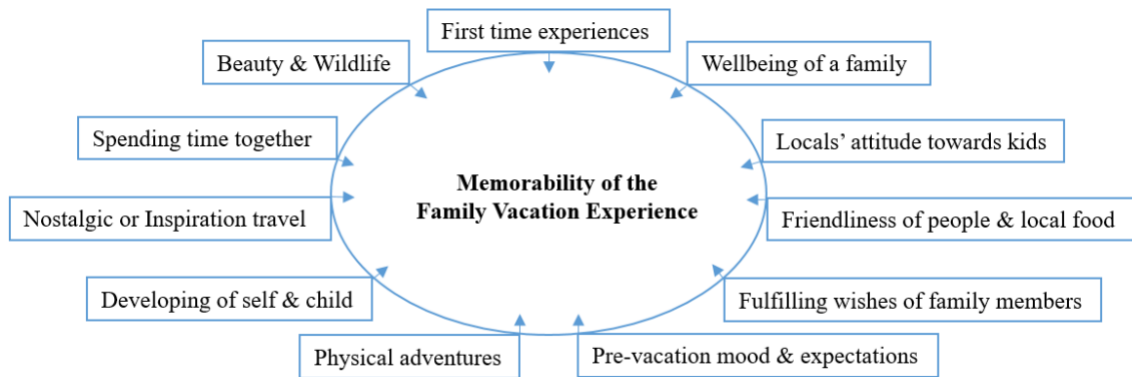 First time experiences
Beauty & Wildlife
Wellbeing of a family
Spending time together
Locals’ attitude towards kids
Memorability of the
Family Vacation Experience
Nostalgic or Inspiration travel
Friendliness of people & local food
Developing of self & child
Fulfilling wishes of family members
Physical adventures
Pre-vacation mood & expectations